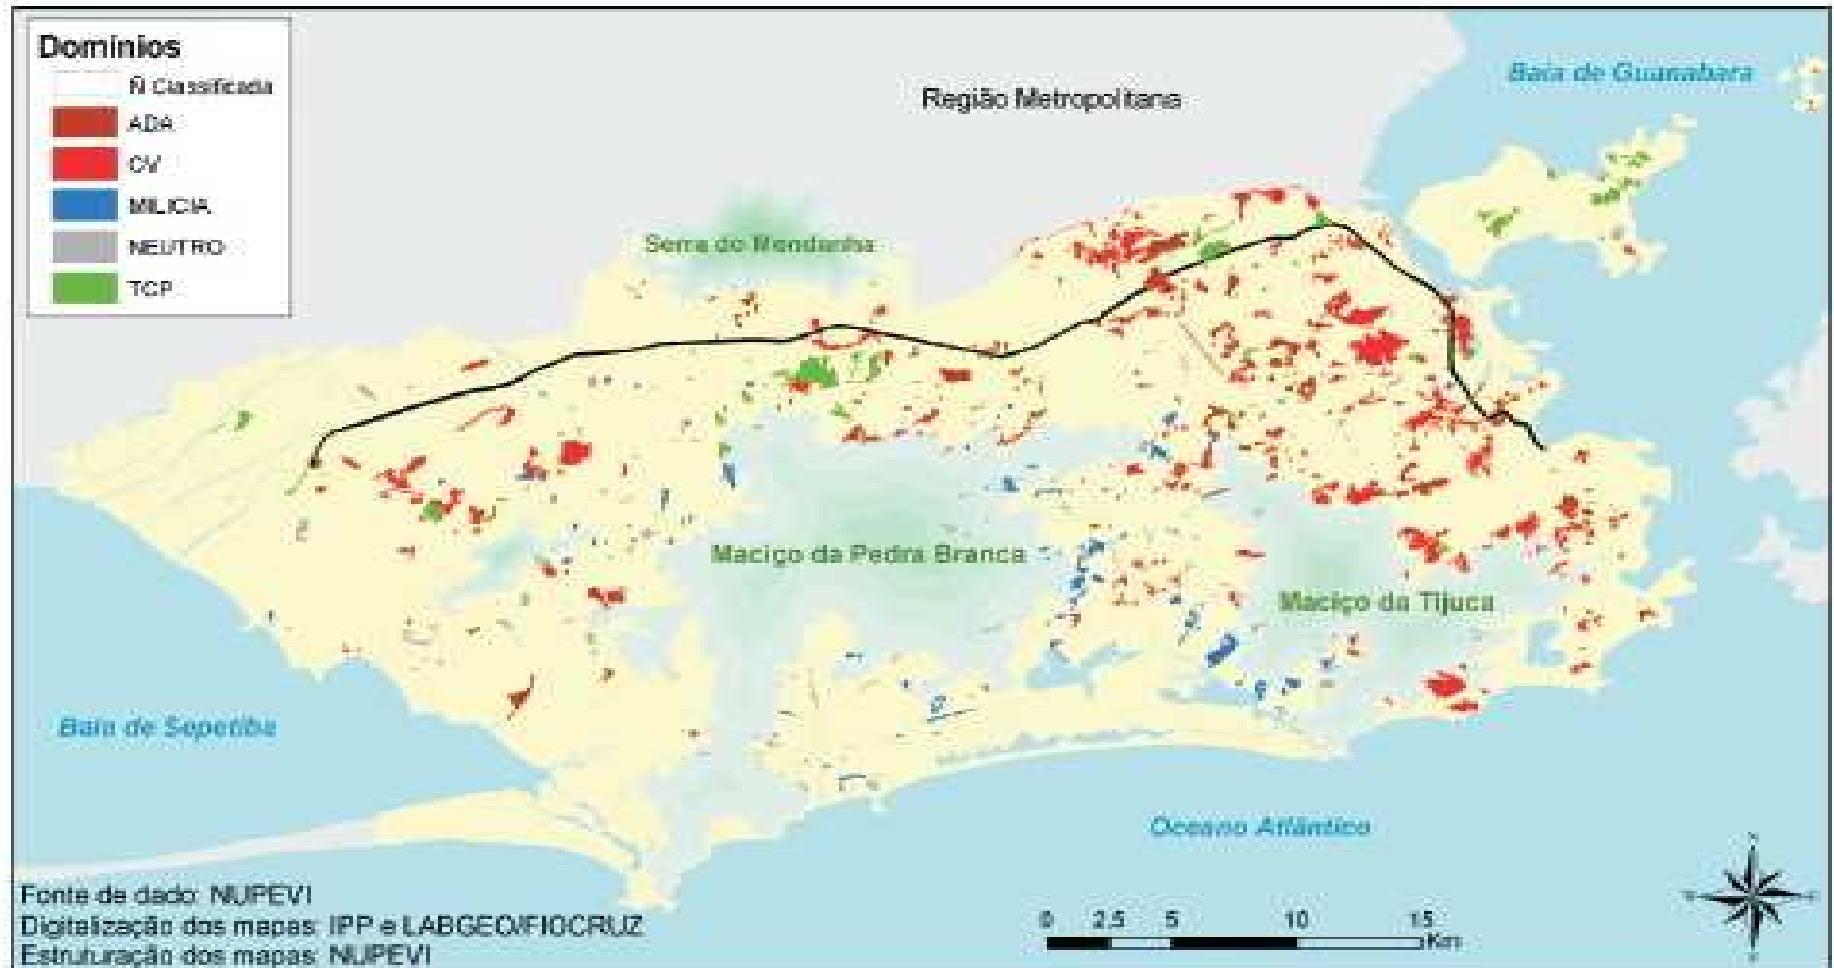 Domínios
Ñ Classificada
ADA
CV
MILICIA
NEUTRO
TCP
Região Metropolitana
Baía de Guanabara
Serra do Mendanha
Maciço da Pedra Branca
Maciço da Tijuca
Baía de Sepetiba
Oceano Atlântico
Fonte de dado: NUPEVI
Digitalização dos mapas: IPP e LABGEO/FIOCRUZ
Estruturação dos mapas: NUPEVI
0 2,5 5 10 15
Km